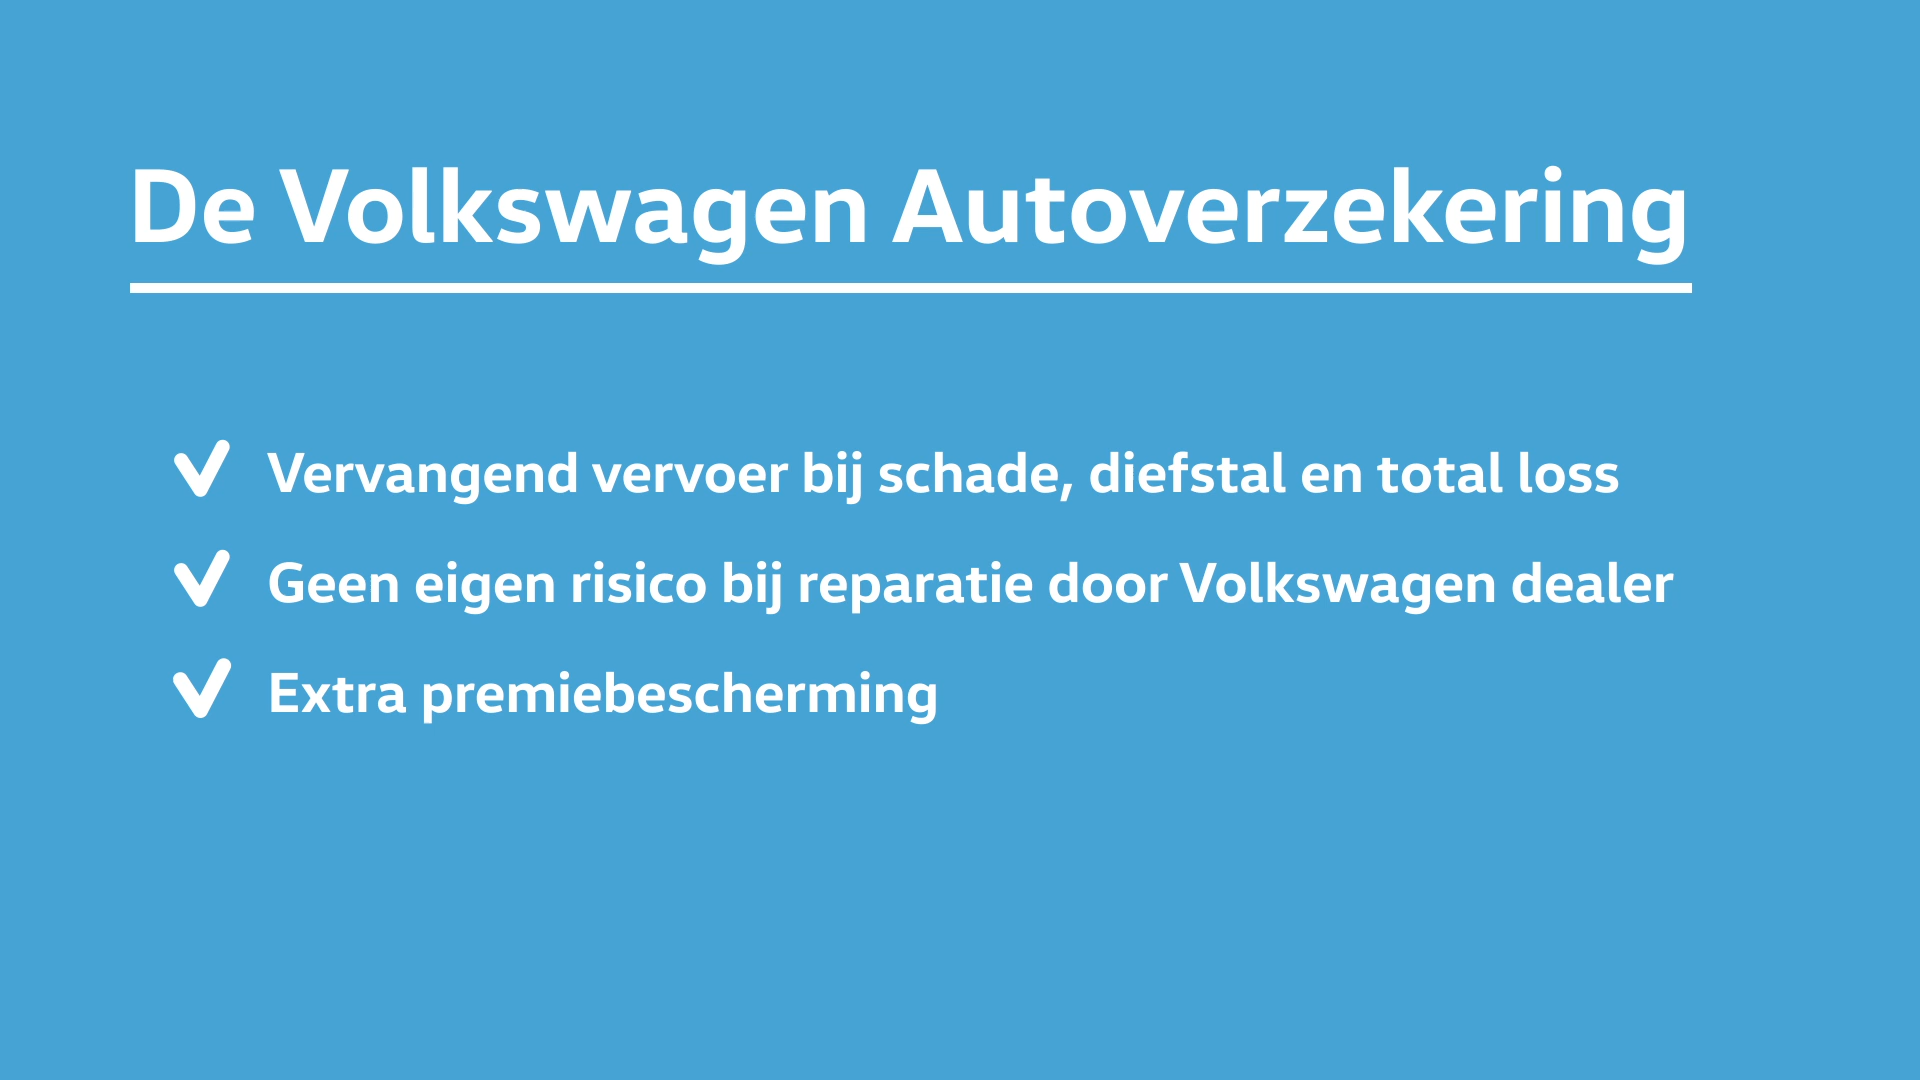 De Volkswagen Autoverzekering
Vervangend vervoer bij schade, diefstal en total loss
Geen eigen risico bij reparatie door Volkswagen dealer
Extra premiebescherming